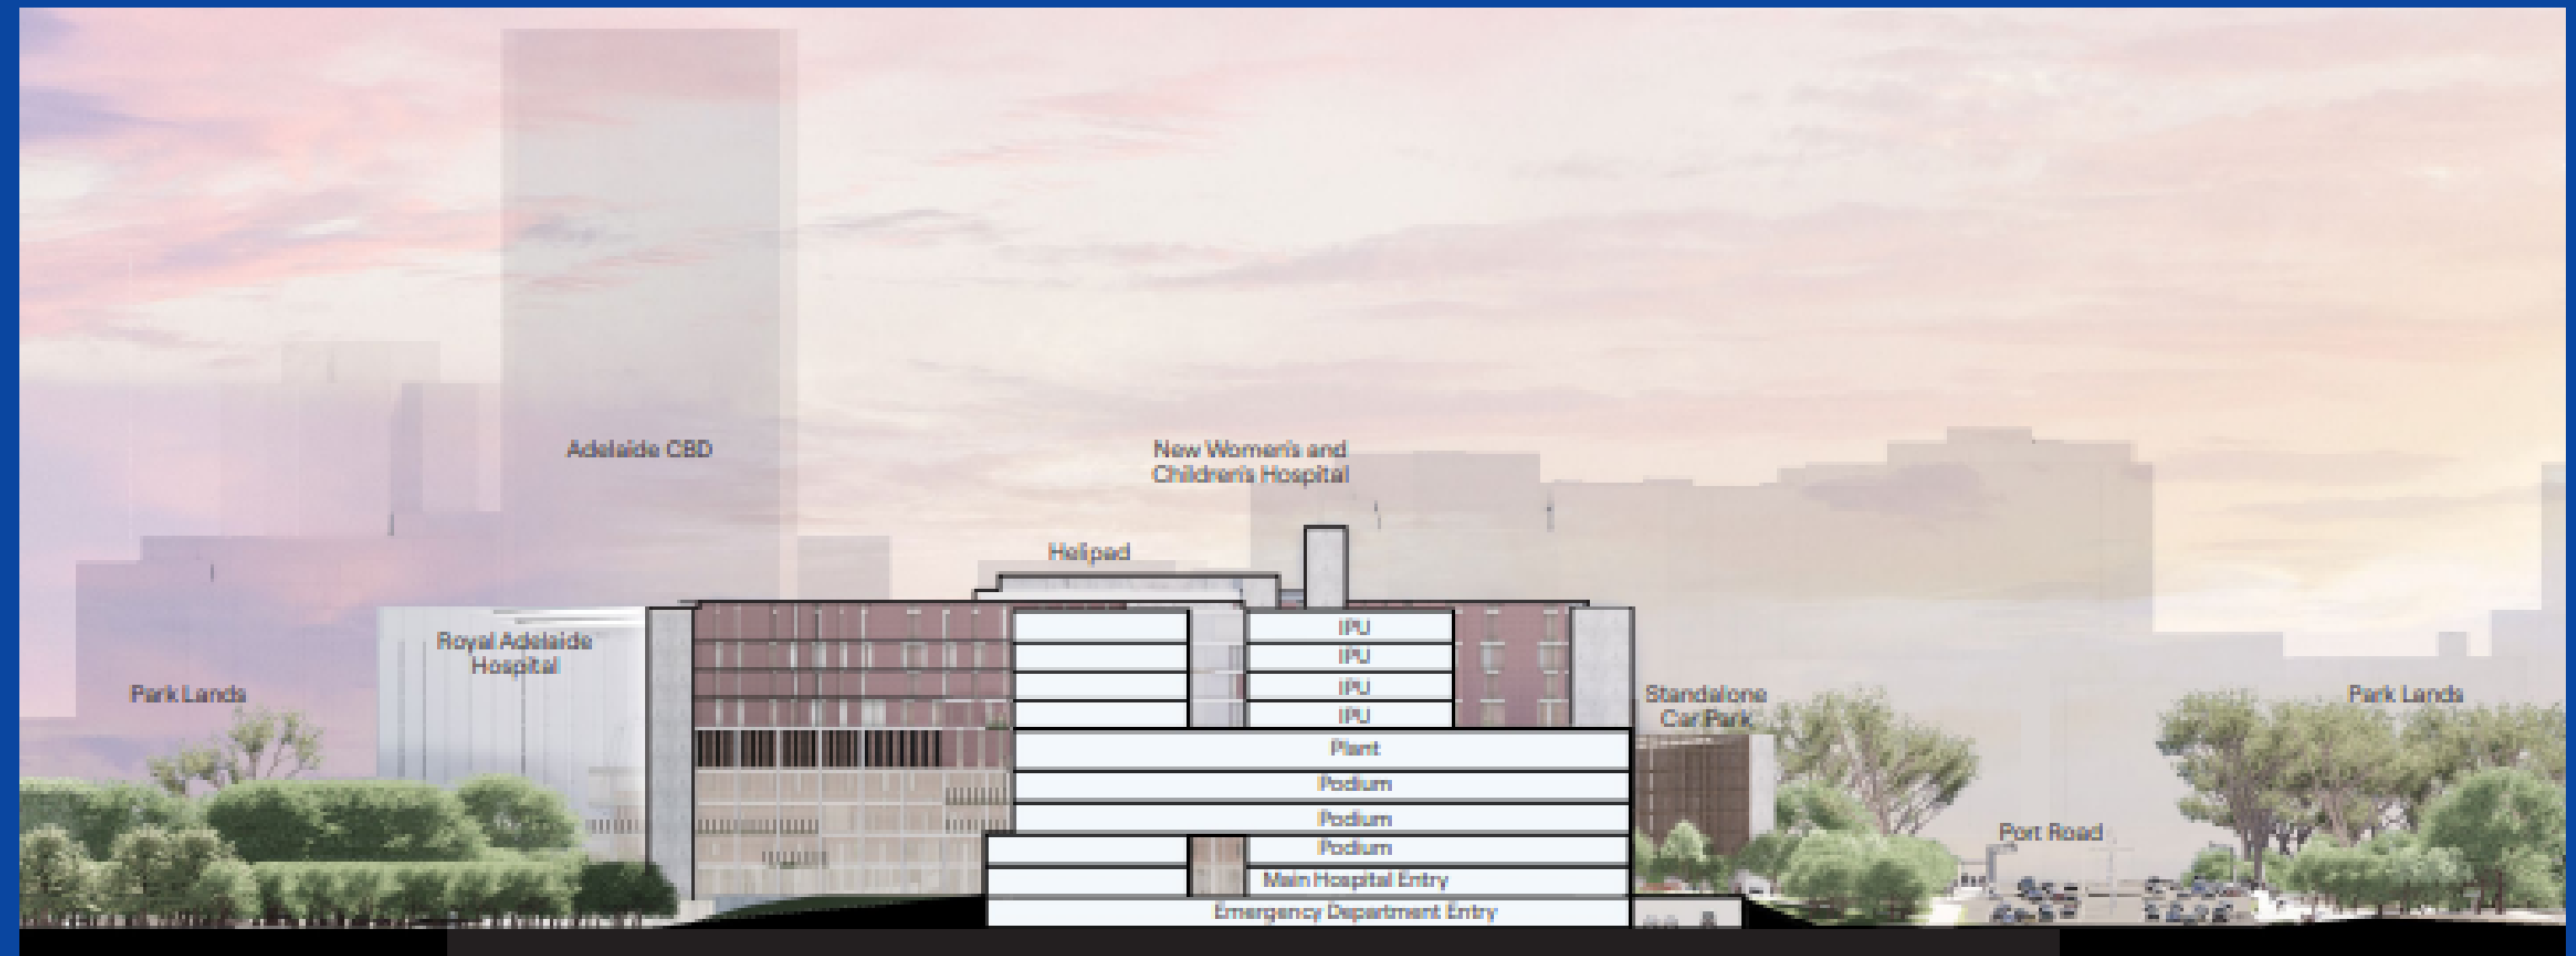 Adelaide CBD
New Women's and
Children's Hospital
Helipad
Royal Adelaide
Hospital
Park Lands
IPU
IPU
IPU
IPU
Standalone
Car Park
Park Lands
Plant
Podium
Podium
Podium
Port Road
Main Hospital Entry
Emergency Department Entry